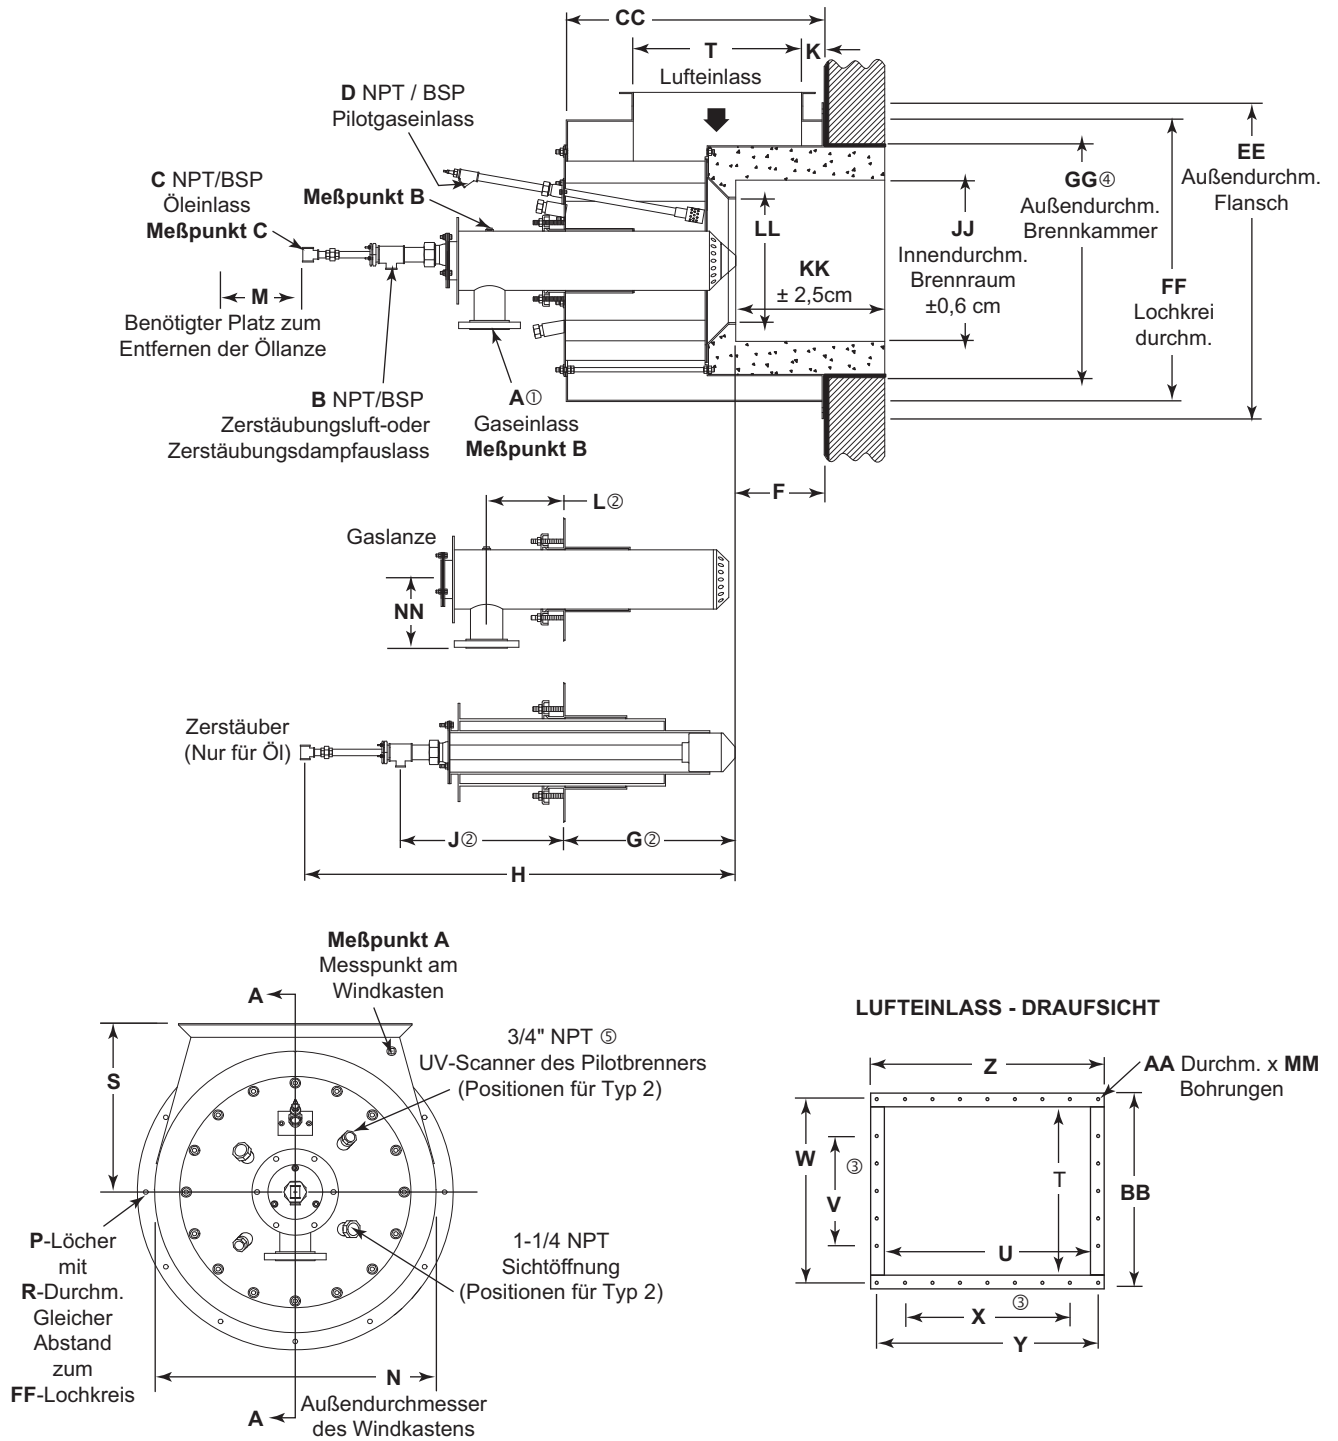 CC
T
K
Lufteinlass
D NPT / BSP
Pilotgaseinlass
C NPT/BSP
Öleinlass
Meßpunkt C
Meßpunkt B
M
Benötigter Platz zum
Entfernen der Öllanze
B NPT/BSP
Zerstäubungsluft-oder
Zerstäubungsdampfauslass
A①
Gaseinlass
Meßpunkt B
LL
KK
± 2,5cm
JJ
Innendurchm.
Brennraum
±0,6 cm
GG④
Außendurchm.
Brennkammer
EE
Außendurchm.
Flansch
FF
Lochkrei
durchm.
F
L②
Gaslanze
NN
Zerstäuber
(Nur für Öl)
J②
G②
H
Meßpunkt A
Messpunkt am
Windkasten
A
3/4" NPT ⑤
UV-Scanner des Pilotbrenners
(Positionen für Typ 2)
S
P-Löcher
mit
R-Durchm.
Gleicher
Abstand
zum
FF-Lochkreis
1-1/4 NPT
Sichtöffnung
(Positionen für Typ 2)
N
Außendurchmesser
des Windkastens
A
LUFTEINLASS - DRAUFSICHT
Z
AA Durchm. x MM
Bohrungen
W
③
V
T
BB
U
③
X
Y